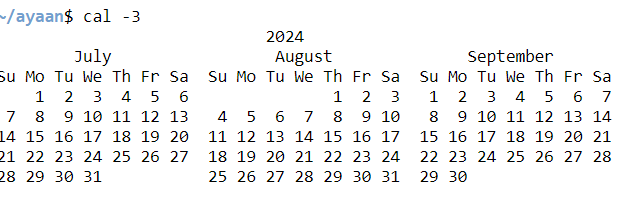 ~/ayaan$ cal -3
                            2024
        July                 August              September
Su Mo Tu We Th Fr Sa  Su Mo Tu We Th Fr Sa  Su Mo Tu We Th Fr Sa
    1  2  3  4  5  6               1  2  3   1  2  3  4  5  6  7
 7  8  9 10 11 12 13   4  5  6  7  8  9 10   8  9 10 11 12 13 14
14 15 16 17 18 19 20  11 12 13 14 15 16 17  15 16 17 18 19 20 21
21 22 23 24 25 26 27  18 19 20 21 22 23 24  22 23 24 25 26 27 28
28 29 30 31           25 26 27 28 29 30 31  29 30